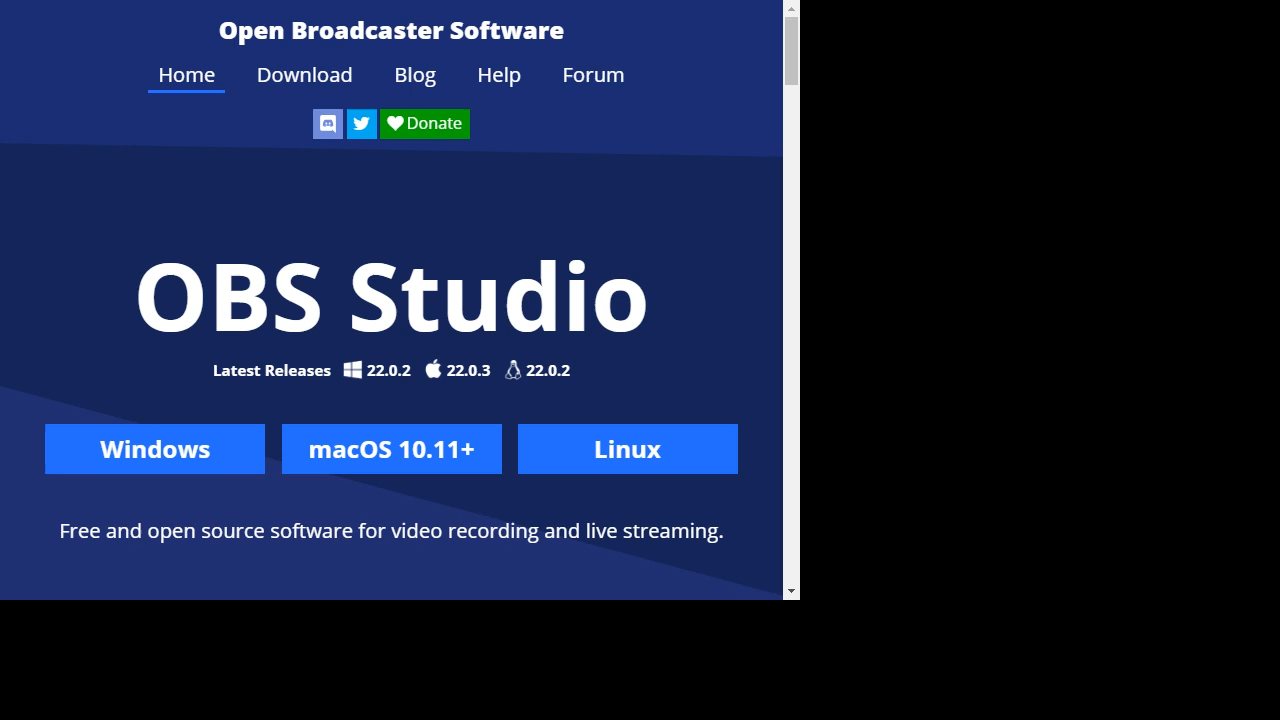 Open Broadcaster Software
Home Download Blog Help Forum
Donate
OBS Studio
Latest Releases 22.0.2 22.0.3 22.0.2
Windows macOS 10.11+ Linux
Free and open source software for video recording and live streaming.